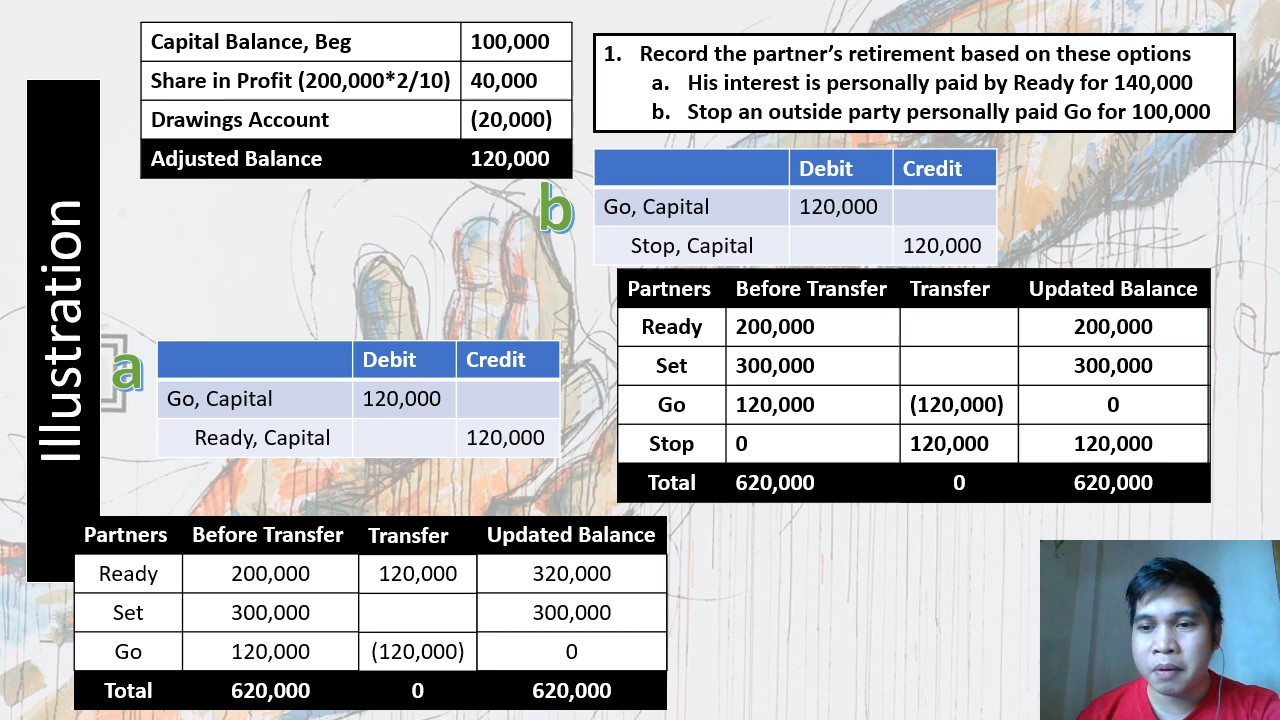 Illustration
Capital Balance, Beg 100,000
Share in Profit (200,000*2/10) 40,000
Drawings Account (20,000)
Adjusted Balance 120,000
1. Record the partner’s retirement based on these options
a. His interest is personally paid by Ready for 140,000
b. Stop an outside party personally paid Go for 100,000
b
Debit Credit
Go, Capital 120,000
Stop, Capital 120,000
Partners Before Transfer Transfer Updated Balance
Ready 200,000 200,000
Set 300,000 300,000
Go 120,000 (120,000) 0
Stop 0 120,000 120,000
Total 620,000 0 620,000
a
Debit Credit
Go, Capital 120,000
Ready, Capital 120,000
Partners Before Transfer Transfer Updated Balance
Ready 200,000 120,000 320,000
Set 300,000 300,000
Go 120,000 (120,000) 0
Total 620,000 0 620,000